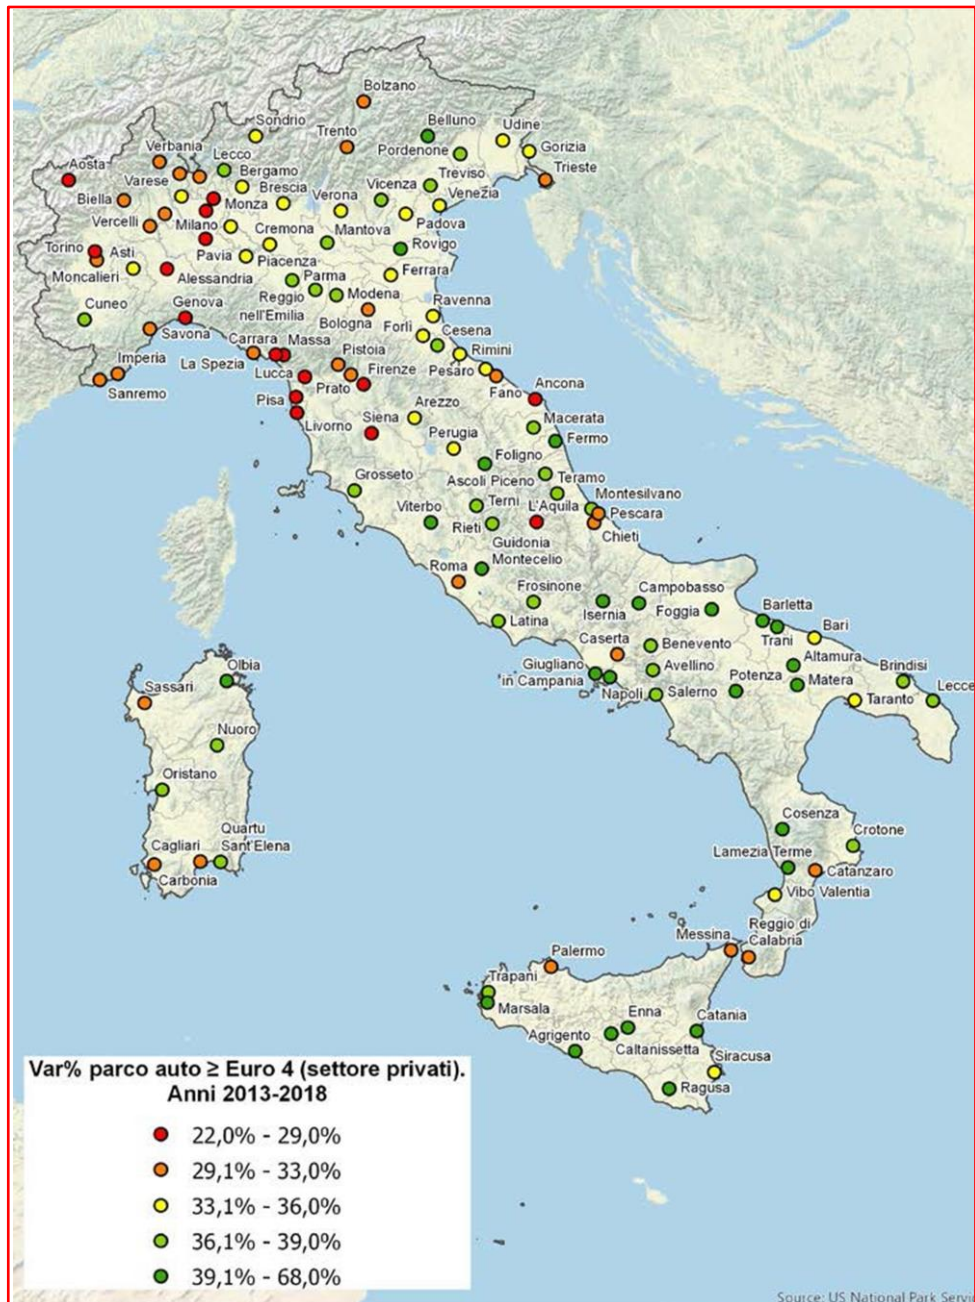 Bolzano
Sondrio
Belluno
Udine
Trento
Verbania
Pordenone
Gorizia
Lecco
Aosta
Bergamo
Treviso
Trieste
Varese
Brescia
Verona
Vicenza
Venezia
Biella
Monza
Vercelli
Milano
Mantova
Padova
Cremona
Rovigo
Torino
Asti
Pavia
Piacenza
Moncalieri
Alessandria
Parma
Ferrara
Cuneo
Genova
Reggio
nell'Emilia
Modena
Ravenna
Bologna
Forlì
Cesena
Savona
Carrara
Massa
Pistoia
Rimini
Imperia
La Spezia
Lucca
Firenze
Pesaro
Sanremo
Prato
Fano
Ancona
Pisa
Arezzo
Siena
Macerata
Livorno
Perugia
Fermo
Foligno
Grosseto
Ascoli Piceno
Teramo
Terni
Montesilvano
Viterbo
L'Aquila
Pescara
Rieti
Chieti
Guidonia
Montecelio
Roma
Frosinone
Campobasso
Isernia
Foggia
Barletta
Latina
Trani
Bari
Caserta
Benevento
Olbia
Giugliano
in Campania
Avellino
Altamura
Sassari
Potenza
Matera
Brindisi
Napoli
Salerno
Taranto
Lecce
Nuoro
Oristano
Cosenza
Crotone
Quartu
Sant'Elena
Cagliari
Lamezia Terme
Catanzaro
Carbonia
Vibo Valentia
Reggio di
Calabria
Messina
Palermo
Trapani
Marsala
Enna
Catania
Agrigento
Caltanissetta
Siracusa
Ragusa
Var% parco auto ≥ Euro 4 (settore privati).
Anni 2013-2018
22,0% - 29,0%
29,1% - 33,0%
33,1% - 36,0%
36,1% - 39,0%
39,1% - 68,0%
Source: US National Park Servi